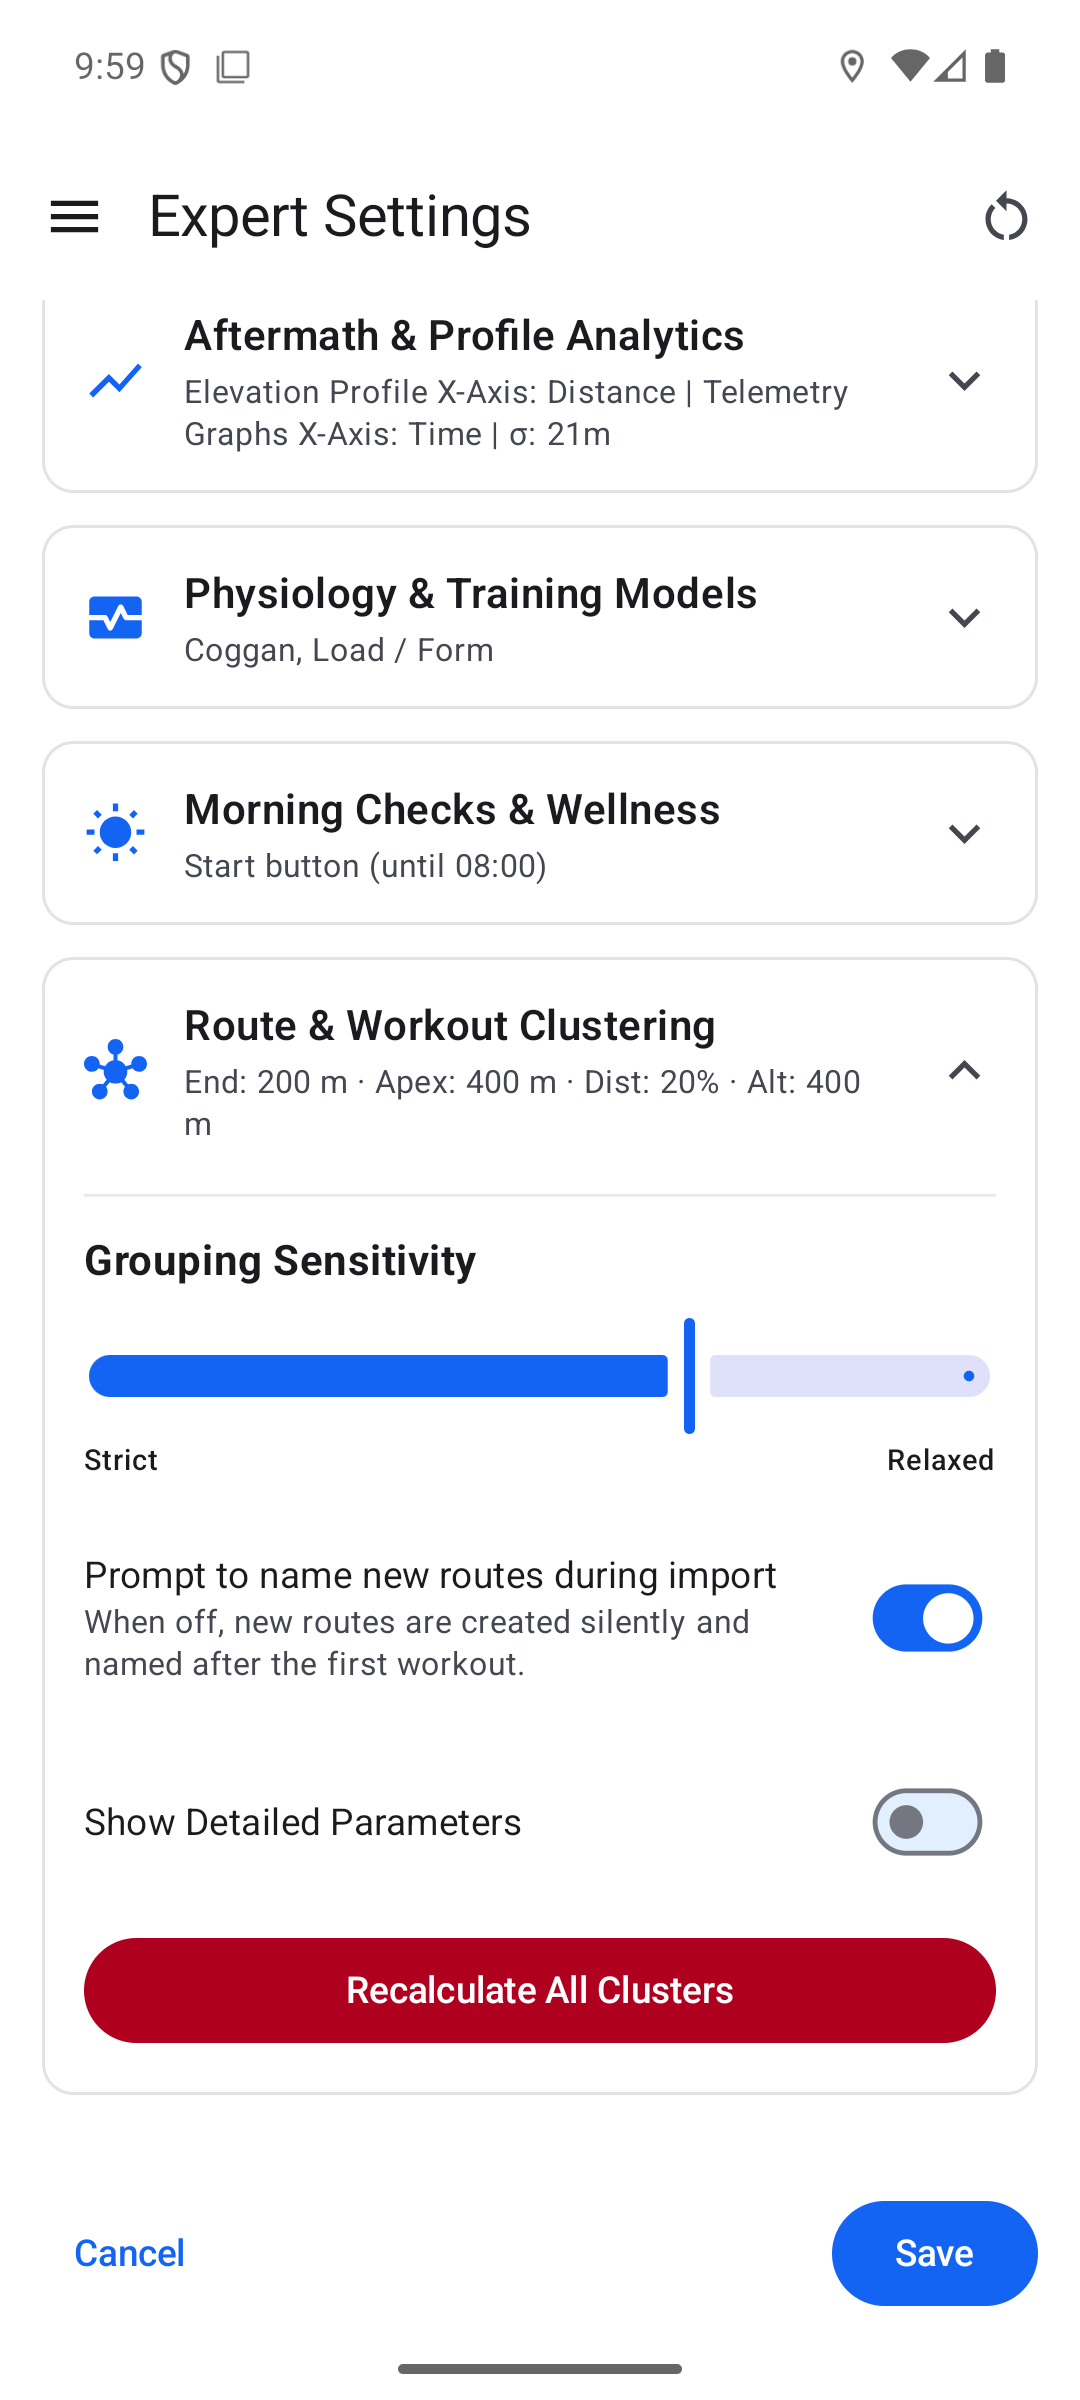 9:59
Expert Settings
Aftermath & Profile Analytics
Elevation Profile X-Axis: Distance | Telemetry
Graphs X-Axis: Time | σ: 21m
Physiology & Training Models
Coggan, Load / Form
Morning Checks & Wellness
Start button (until 08:00)
Route & Workout Clustering
End: 200 m · Apex: 400 m · Dist: 20% · Alt: 400
m
Grouping Sensitivity
Strict
Relaxed
Prompt to name new routes during import
When off, new routes are created silently and
named after the first workout.
Show Detailed Parameters
Recalculate All Clusters
Cancel
Save